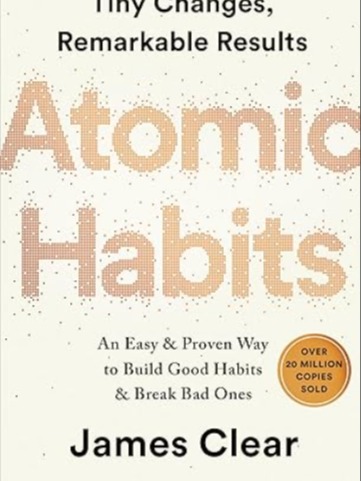 Tiny Changes,
Remarkable Results
Atomic
Habits
An Easy & Proven Way
to Build Good Habits
& Break Bad Ones
OVER
20 MILLION
COPIES
SOLD
James Clear